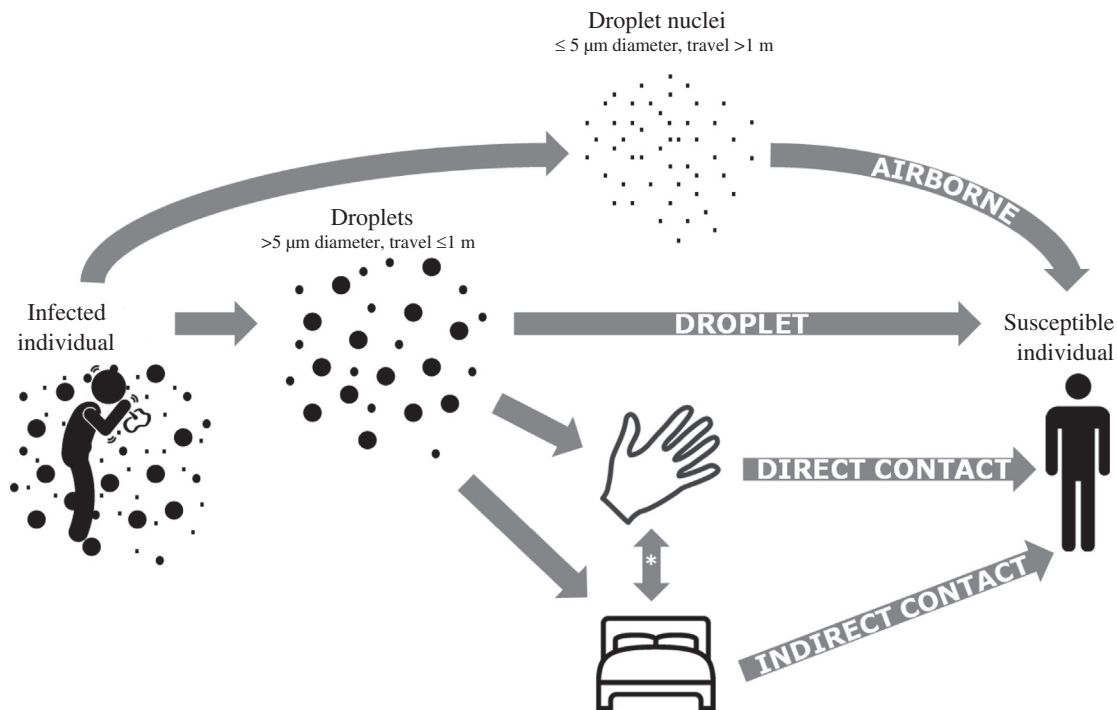 Droplet nuclei
≤ 5 μm diameter, travel >1 m
AIRBORNE
Droplets
>5 μm diameter, travel ≤1 m
Infected
individual
DROPLET
Susceptible
individual
DIRECT CONTACT
*
INDIRECT CONTACT